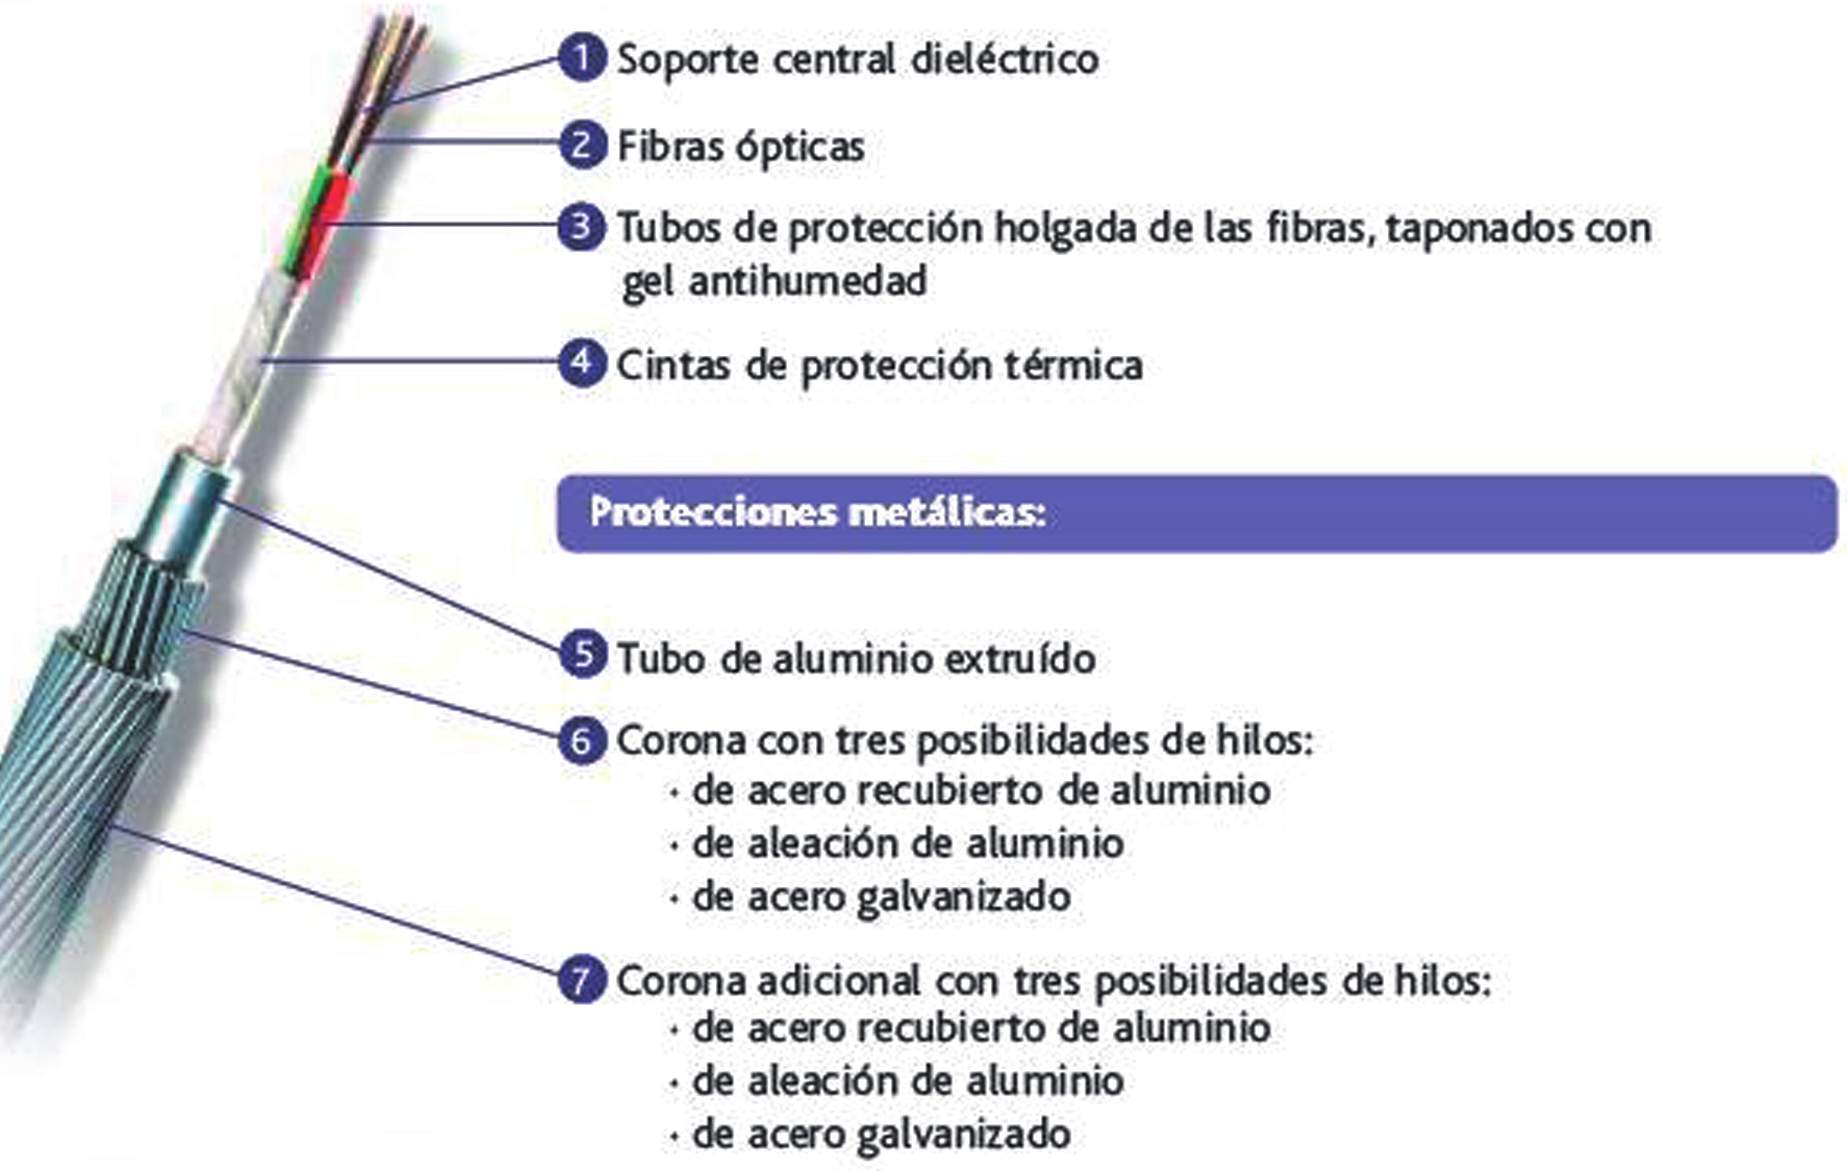 1 Soporte central dieléctrico
2 Fibras ópticas
3 Tubos de protección holgada de las fibras, taponados con
gel antihumedad
4 Cintas de protección térmica
Protecciones metálicas:
5 Tubo de aluminio extruído
6 Corona con tres posibilidades de hilos:
· de acero recubierto de aluminio
· de aleación de aluminio
· de acero galvanizado
7 Corona adicional con tres posibilidades de hilos:
· de acero recubierto de aluminio
· de aleación de aluminio
· de acero galvanizado